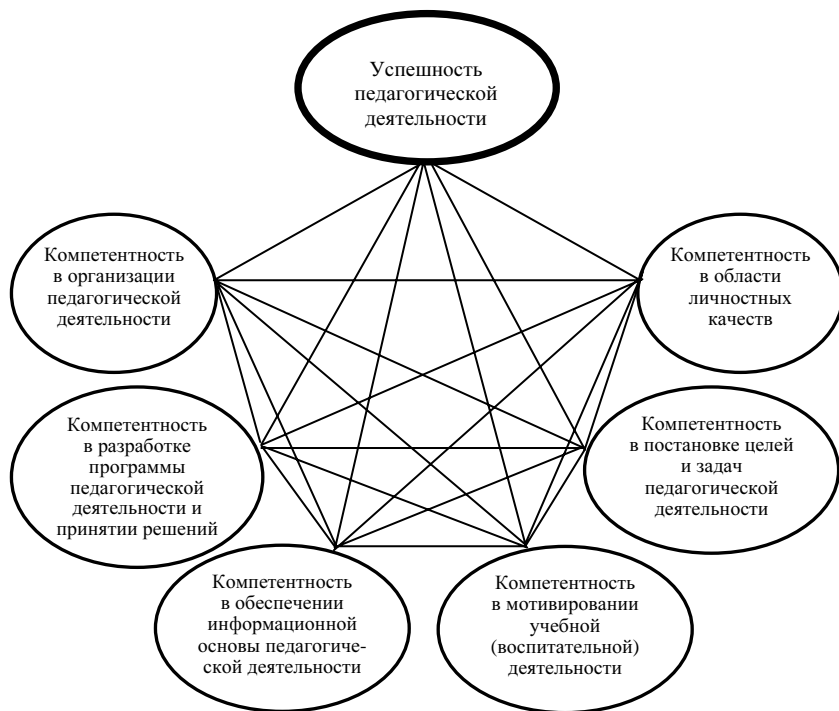 Успешность
педагогической
деятельности
Компетентность
в организации
педагогической
деятельности
Компетентность
в области
личностных
качеств
Компетентность
в разработке
программы
педагогической
деятельности и
принятии решений
Компетентность
в постановке целей
и задач
педагогической
деятельности
Компетентность
в обеспечении
информационной
основы педагогиче-
ской деятельности
Компетентность
в мотивировании
учебной
(воспитательной)
деятельности